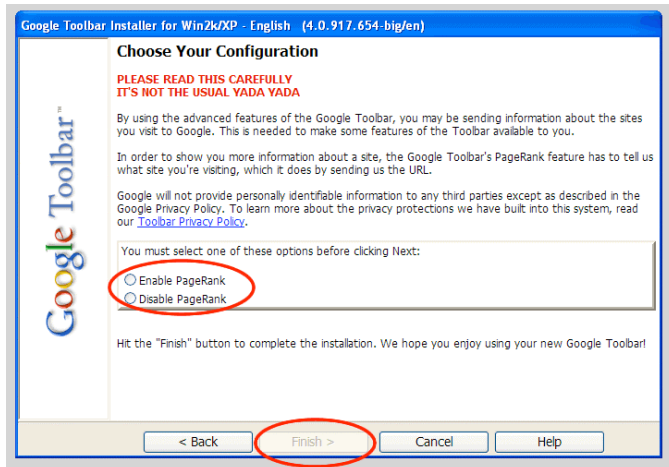 Google Toolbar Installer for Win2k/XP - English (4.0.917.654-big/en)
Google Toolbar™
Choose Your Configuration
PLEASE READ THIS CAREFULLY
IT'S NOT THE USUAL YADA YADA
By using the advanced features of the Google Toolbar, you may be sending information about the sites
you visit to Google. This is needed to make some features of the Toolbar available to you.
In order to show you more information about a site, the Google Toolbar's PageRank feature has to tell us
what site you're visiting, which it does by sending us the URL.
Google will not provide personally identifiable information to any third parties except as described in the
Google Privacy Policy. To learn more about the privacy protections we have built into this system, read
our Toolbar Privacy Policy.
You must select one of these options before clicking Next:
Enable PageRank
Disable PageRank
Hit the "Finish" button to complete the installation. We hope you enjoy using your new Google Toolbar!
< Back Finish > Cancel Help